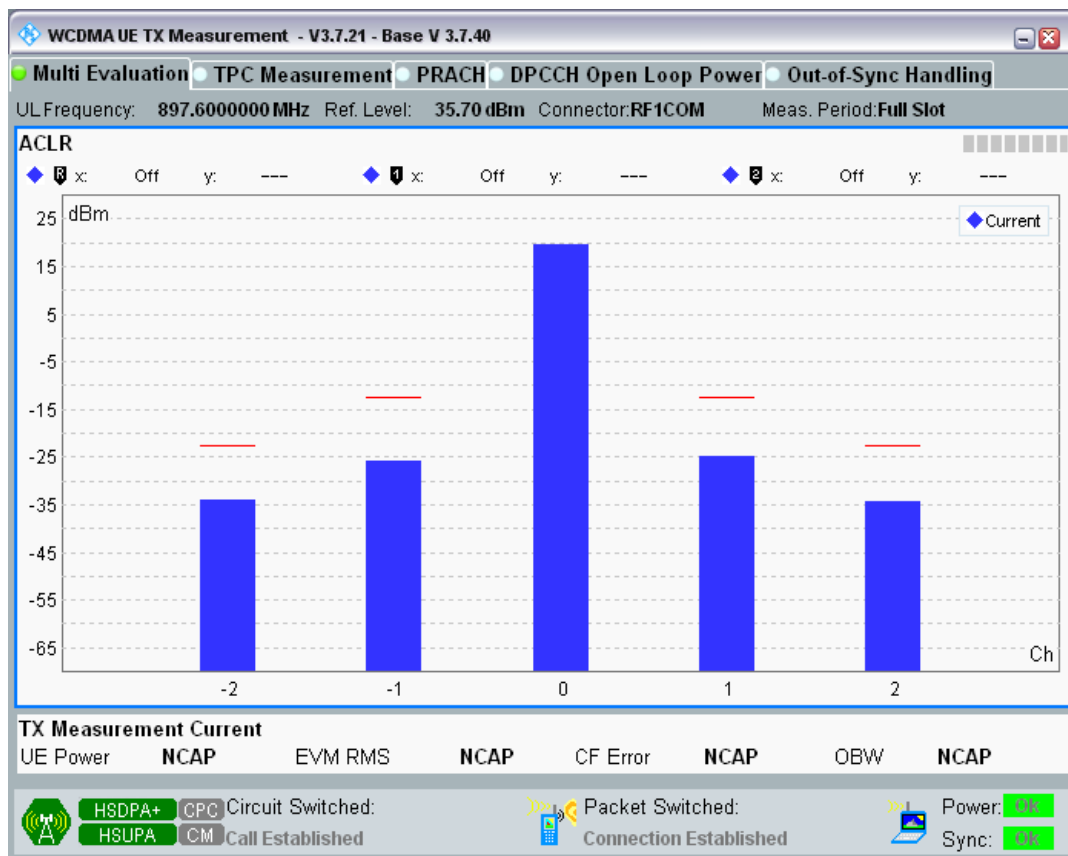 WCDMA UE TX Measurement - V3.7.21 - Base V 3.7.40
Multi Evaluation TPC Measurement PRACH DPCCH Open Loop Power Out-of-Sync Handling
UL Frequency: 897.6000000 MHz Ref. Level: 35.70 dBm Connector:RF1COM Meas. Period:Full Slot
ACLR
R x: Off y: --- 1 x: Off y: --- 2 x: Off y: ---
25 dBm
Current
15
5
-5
-15
-25
-35
-45
-55
-65
Ch
-2 -1 0 1 2
TX Measurement Current
UE Power NCAP EVM RMS NCAP CF Error NCAP OBW NCAP
HSDPA+ CPC Circuit Switched: Packet Switched: Power: OK
HSUPA CM Call Established Connection Established Sync: OK